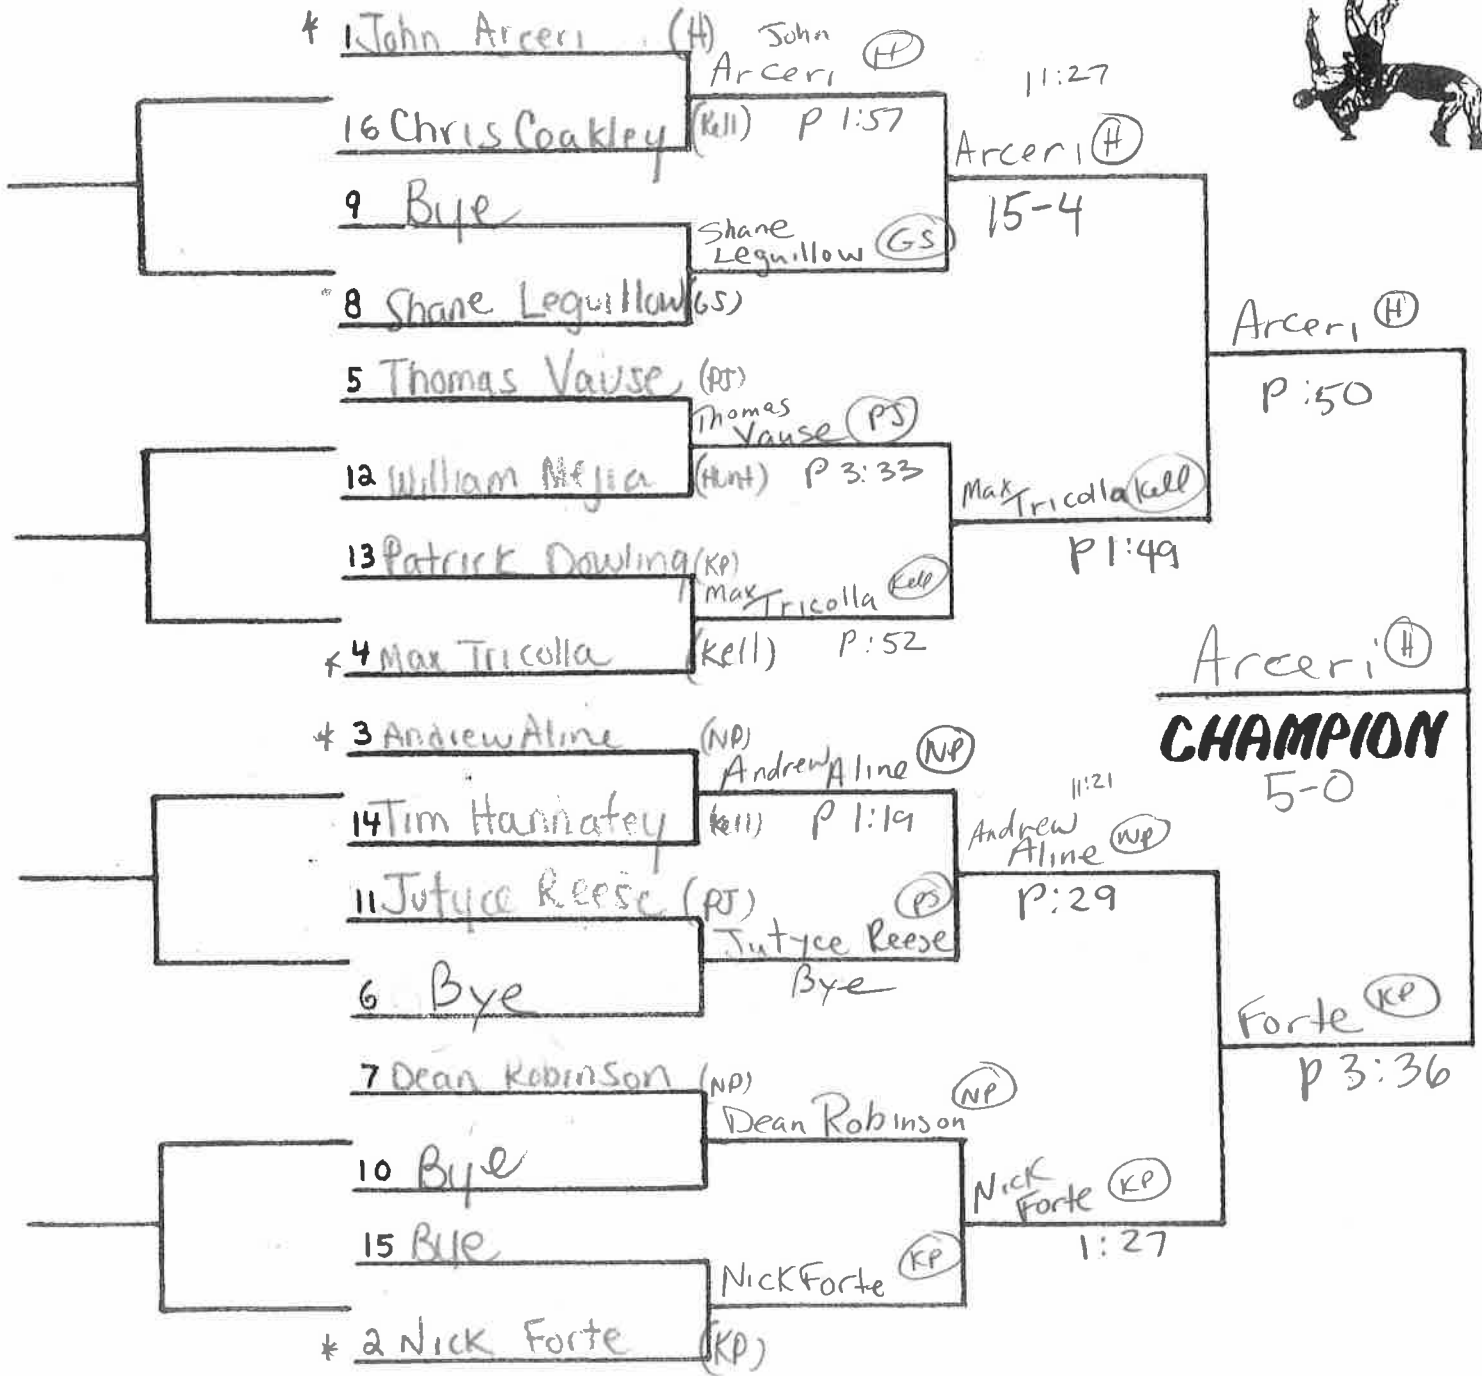 * 1 John Arceri (H)
16 Chris Coakley (Kell)
9 Bye
8 Shane Leguillow (GS)
5 Thomas Vause (PJ)
12 William Mejia (Hunt)
13 Patrick Dowling (KP)
* 4 Max Tricolla (Kell)
* 3 Andrew Aline (NP)
14 Tim Hannafey (Kell)
11 Jutyce Reese (PJ)
6 Bye
7 Dean Robinson (NP)
10 Bye
15 Bye
* 2 Nick Forte (KP)
John
Arceri H
P 1:57
Shane
Leguillow GS
Thomas
Vause PJ
P 3:33
Max Tricolla Kell
P :52
Andrew Aline NP
P 1:19
PJ
Jutyce Reese
Bye
Dean Robinson NP
Nick Forte KP
11:27
Arceri H
15-4
Max Tricolla Kell
P 1:49
11:21
Andrew
Aline NP
P :29
Nick
Forte KP
1:27
Arceri H
P :50
Forte KP
P 3:36
Arceri H
CHAMPION
5-0